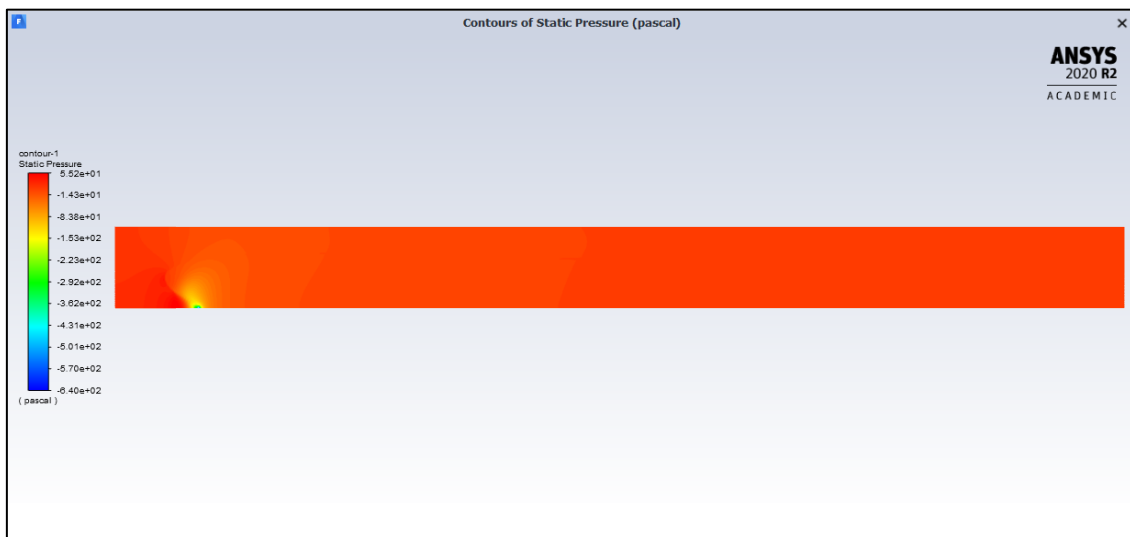 F
Contours of Static Pressure (pascal)
ANSYS
2020 R2
ACADEMIC
contour-1
Static Pressure
5.52e+01
-1.43e+01
-8.38e+01
-1.53e+02
-2.23e+02
-2.92e+02
-3.62e+02
-4.31e+02
-5.01e+02
-5.70e+02
-6.40e+02
( pascal )